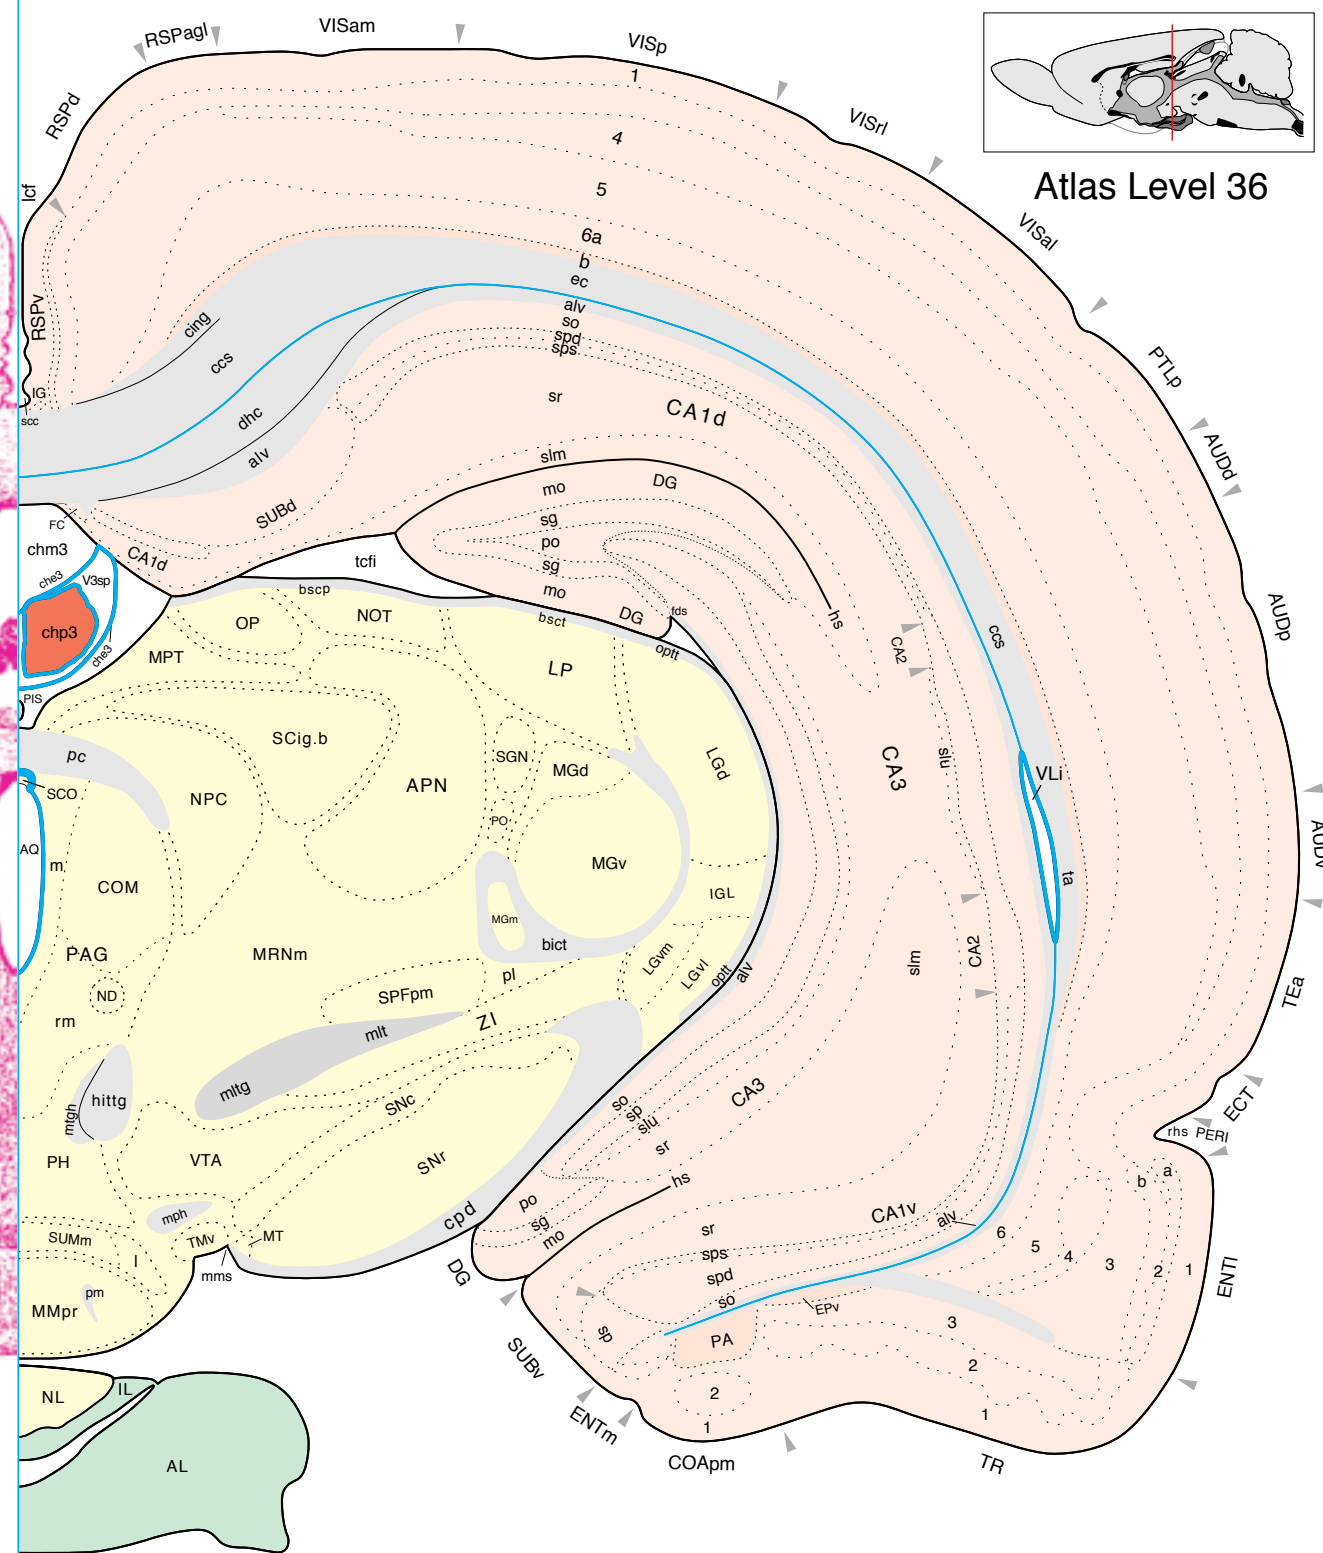 VISam
RSPagl
VISp
RSPd
1
VISrl
4
Atlas Level 36
lcf
5
VISal
6a
b
ec
RSPv
cing
alv
so
spd
sps
ccs
PTLp
IG
scc
dhc
sr
CA1d
alv
slm
AUDd
DG
mo
SUBd
FC
sg
chm3
CA1d
tcfi
po
che3
V3sp
sg
bscp
mo
DG
fds
hs
AUDp
OP
NOT
bsct
chp3
che3
MPT
LP
optt
CA2
ccs
PIS
pc
SCig.b
SGN
MGd
LGd
CA3
slu
VLi
SCO
NPC
APN
PO
AQ
m
AUDv
COM
MGv
IGL
ta
MGm
PAG
MRNm
bict
LGvm
LGvl
optt
alv
slm
CA2
ND
SPFpm
pl
TEa
rm
mlt
ZI
mltg
hittg
mtgh
SNc
so
sp
slu
CA3
ECT
rhs
PERI
PH
VTA
SNr
sr
hs
b
a
po
sg
mo
mph
cpd
CA1v
alv
sr
SUMm
TMv
MT
l
mms
DG
sps
spd
so
6
5
4
3
2
1
ENTl
pm
MMpr
EPv
sp
PA
3
SUBv
2
NL
IL
2
1
1
ENTm
COApm
TR
AL